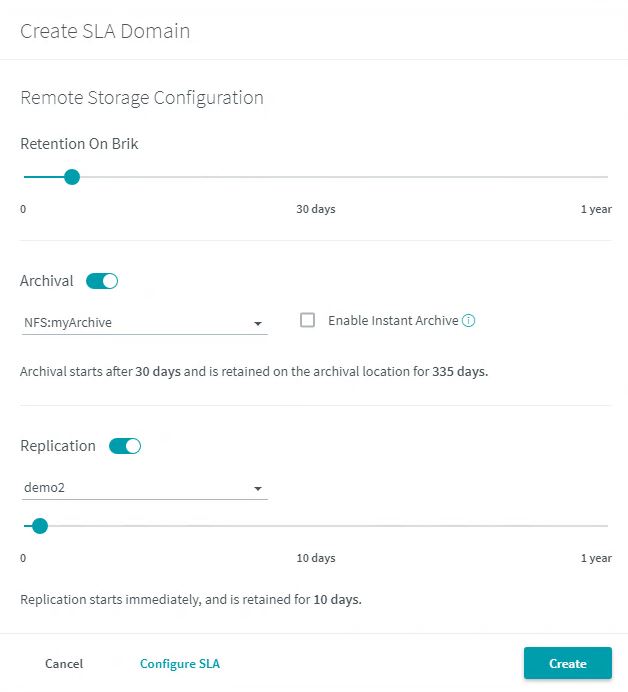 Create SLA Domain
Remote Storage Configuration
Retention On Brik
0 30 days 1 year
Archival
NFS:myArchive Enable Instant Archive
Archival starts after 30 days and is retained on the archival location for 335 days.
Replication
demo2
0 10 days 1 year
Replication starts immediately, and is retained for 10 days.
Cancel Configure SLA Create